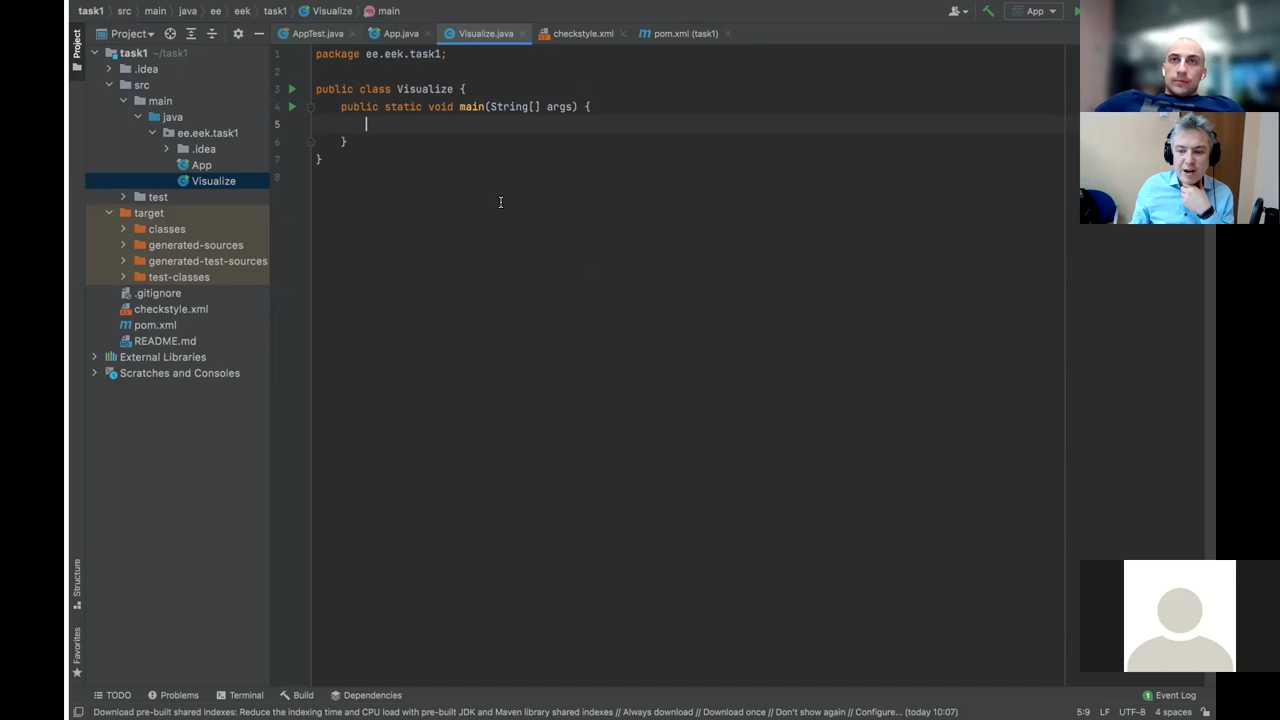 task1 src main java ee eek task1 Visualize main App
Project
Project task1 ~/task1
.idea
src
main
java
ee.eek.task1
.idea
App
Visualize
test
target
classes
generated-sources
generated-test-sources
test-classes
.gitignore
checkstyle.xml
pom.xml
README.md
External Libraries
Scratches and Consoles
AppTest.java App.java Visualize.java checkstyle.xml pom.xml (task1)
1 package ee.eek.task1;
2
3 public class Visualize {
4 public static void main(String[] args) {
5
6 }
7 }
8
Structure
Favorites
TODO Problems Terminal Build Dependencies 1 Event Log
Download pre-built shared indexes: Reduce the indexing time and CPU load with pre-built JDK and Maven library shared indexes // Always download // Download once // Don't show again // Configure... (today 10:07) 5:9 LF UTF-8 4 spaces